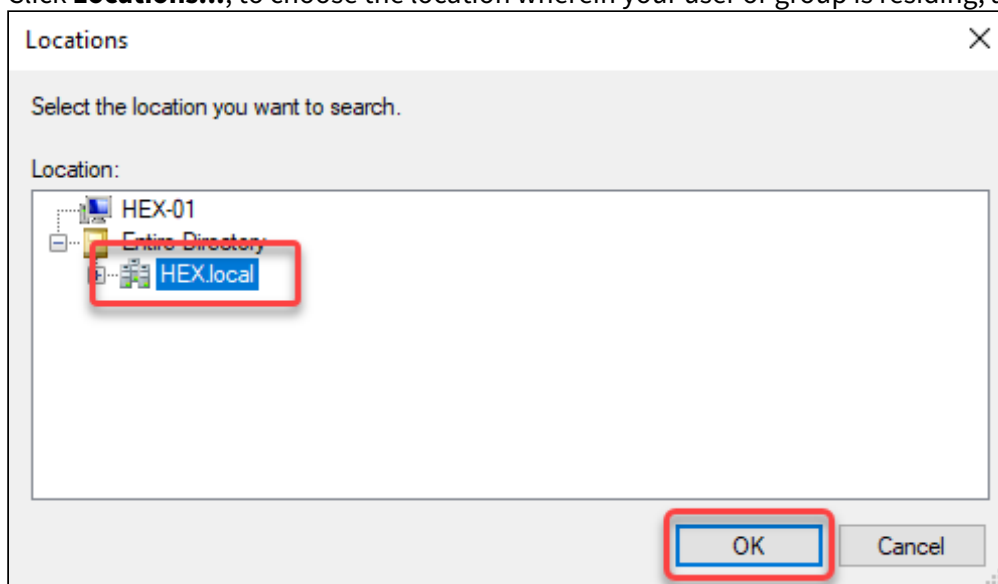 Click Locations..., to choose the location wherein your user or group is residing,
Locations
Select the location you want to search.
Location:
HEX-01
Entire Directory
HEX.local
OK Cancel